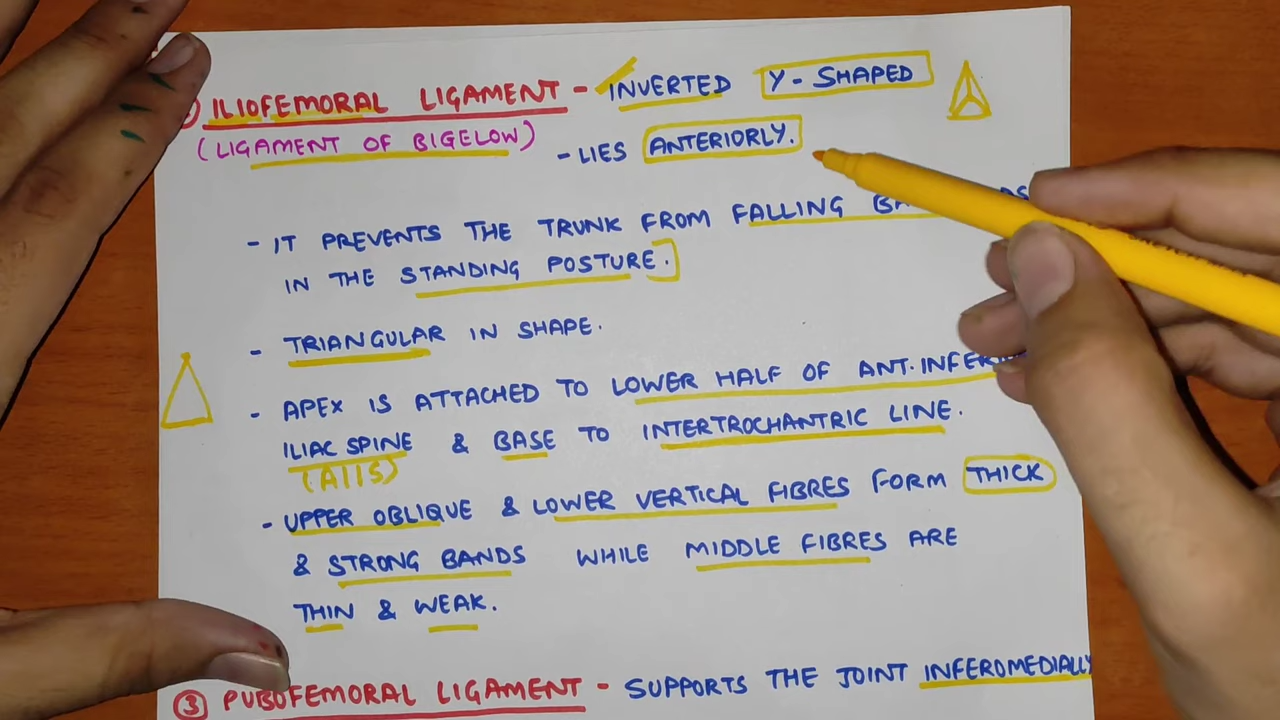 ILIOFEMORAL LIGAMENT - INVERTED Y-SHAPED
(LIGAMENT OF BIGELOW)
- LIES ANTERIORLY.
- IT PREVENTS THE TRUNK FROM FALLING
IN THE STANDING POSTURE.
- TRIANGULAR IN SHAPE.
- APEX IS ATTACHED TO LOWER HALF OF ANT.
ILIAC SPINE & BASE TO INTERTROCHANTRIC LINE.
(AIIS)
- UPPER OBLIQUE & LOWER VERTICAL FIBRES FORM THICK
& STRONG BANDS WHILE MIDDLE FIBRES ARE
THIN & WEAK.
③ PUBOFEMORAL LIGAMENT - SUPPORTS THE JOINT INFEROMEDIALLY